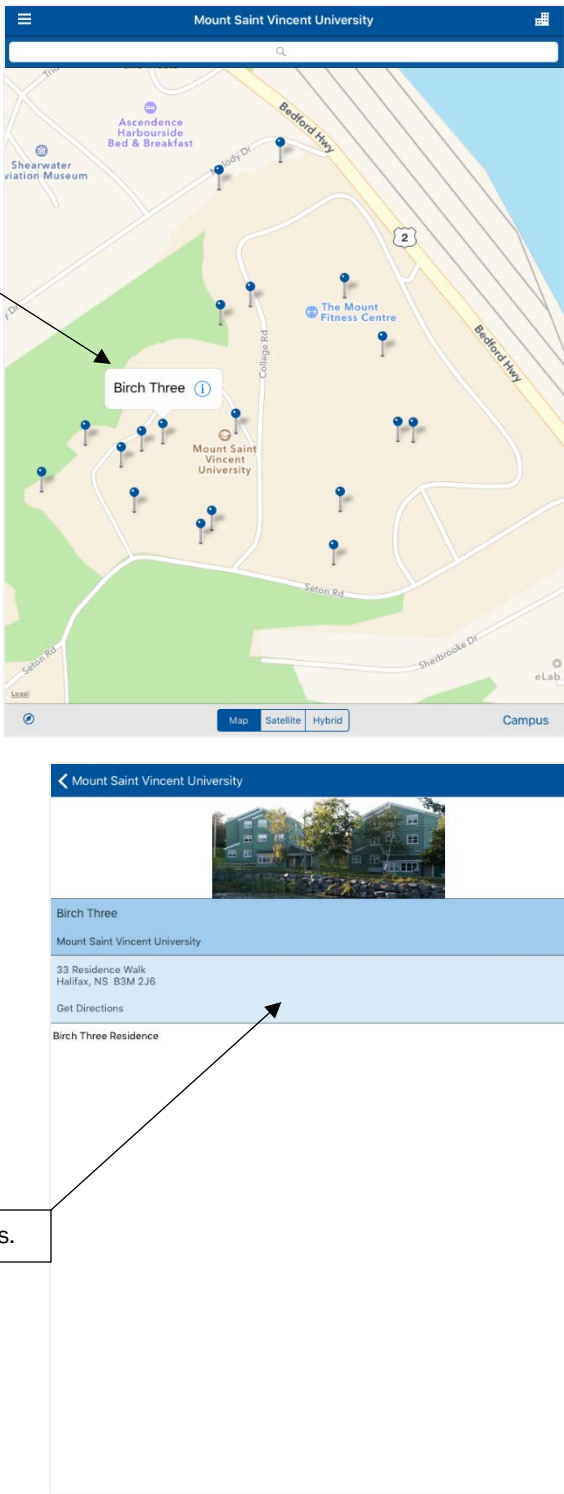 Mount Saint Vincent University
Ascendence
Harbourside
Bed & Breakfast
Bedford Hwy
Shearwater
viation Museum
2
The Mount
Fitness Centre
Bedford Hwy
College Rd
Birch Three
Mount Saint
Vincent
University
Seton Rd
Sherbrooke Dr
Seton Rd
eLab
Legal
Map Satellite Hybrid
Campus
Mount Saint Vincent University
Birch Three
Mount Saint Vincent University
33 Residence Walk
Halifax, NS B3M 2J6
Get Directions
Birch Three Residence
s.